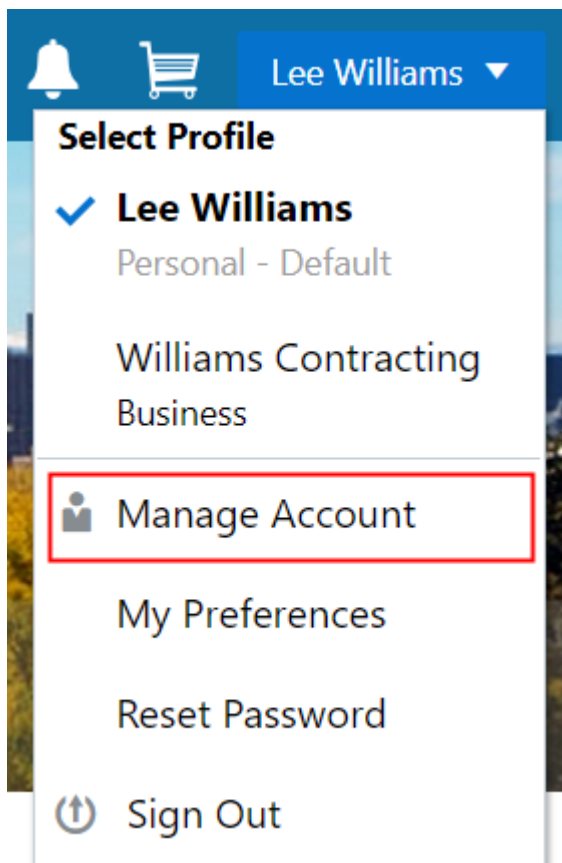 Lee Williams
Select Profile
Lee Williams
Personal - Default
Williams Contracting
Business
Manage Account
My Preferences
Reset Password
Sign Out